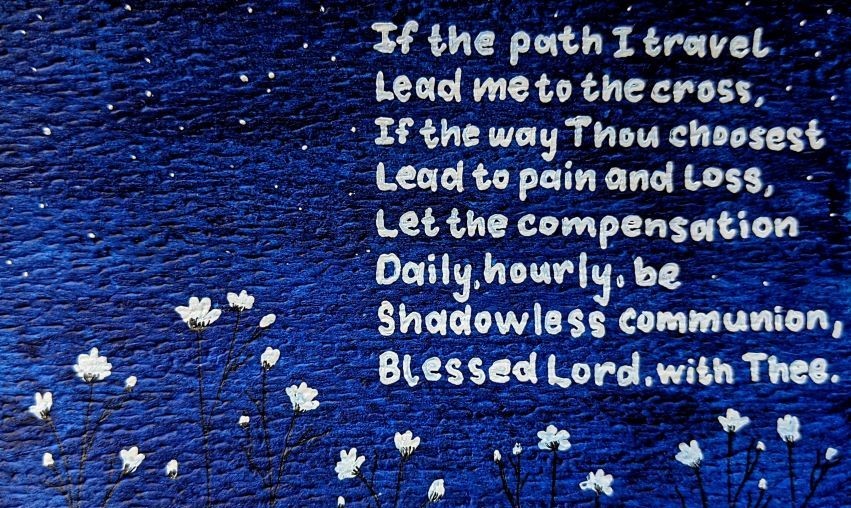 If the path I travel
Lead me to the cross,
If the way Thou choosest
Lead to pain and Loss,
Let the compensation
Daily, hourly, be
Shadowless communion,
Blessed Lord, with Thee.